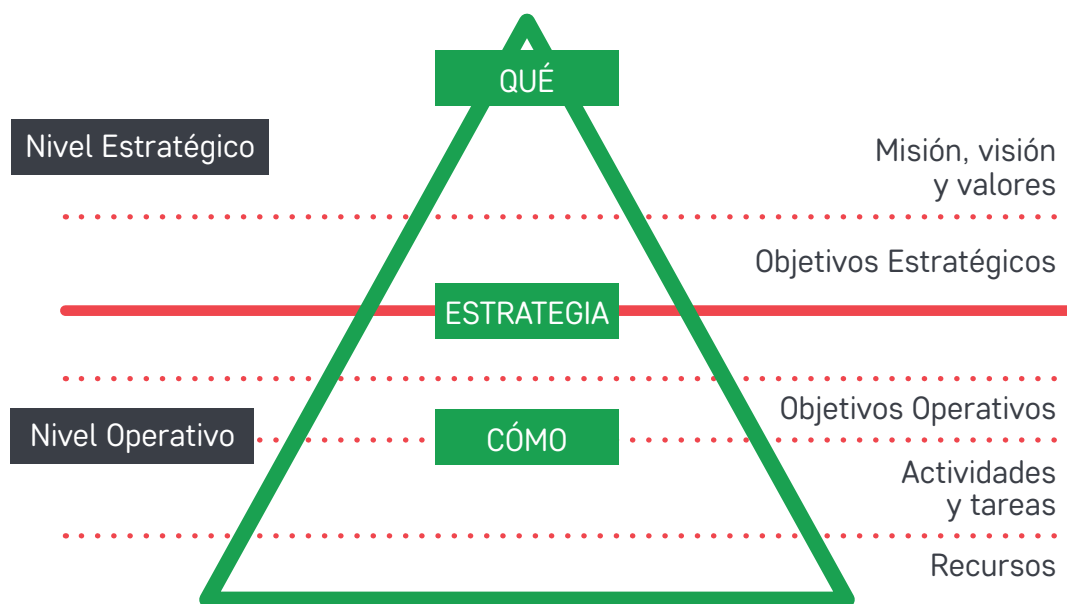 QUÉ
Nivel Estratégico
Misión, visión
y valores
Objetivos Estratégicos
ESTRATEGIA
Objetivos Operativos
Nivel Operativo
CÓMO
Actividades
y tareas
Recursos